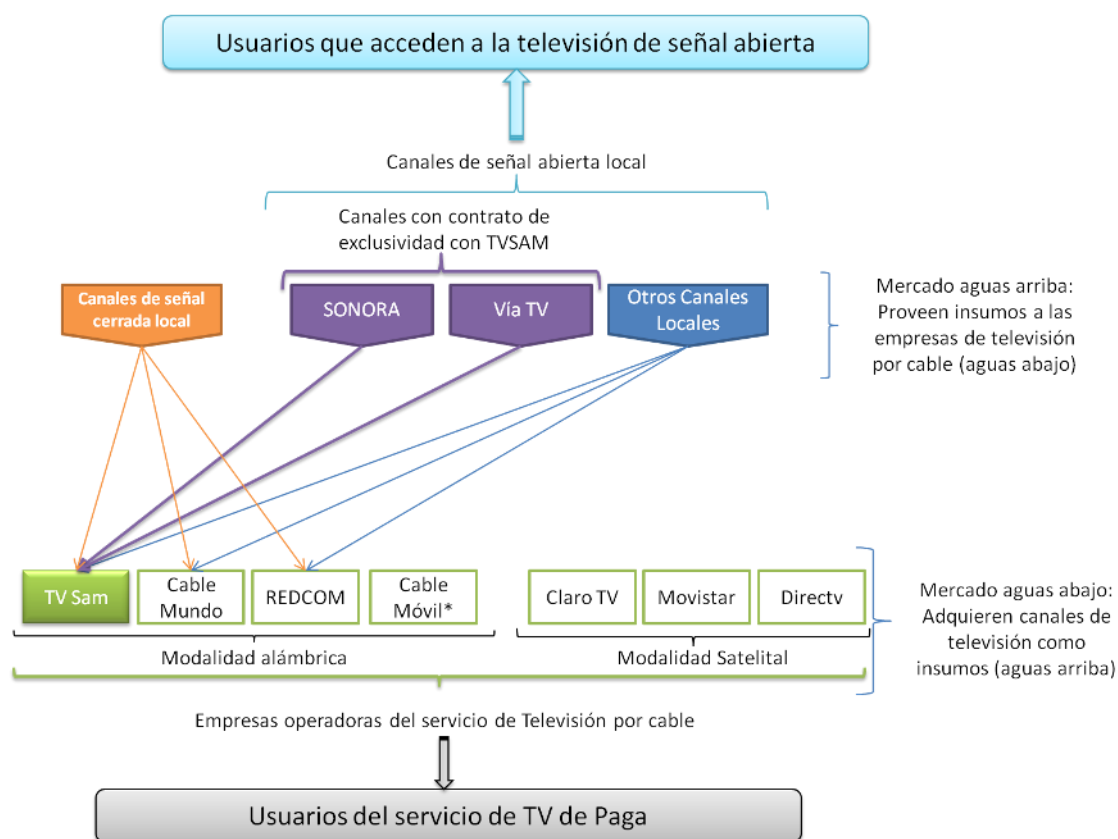 Usuarios que acceden a la televisión de señal abierta
Canales de señal abierta local
Canales con contrato de
exclusividad con TVSAM
Canales de señal
cerrada local
SONORA
Vía TV
Otros Canales
Locales
Mercado aguas arriba:
Proveen insumos a las
empresas de televisión
por cable (aguas abajo)
TV Sam
Cable
Mundo
REDCOM
Cable
Móvil*
Claro TV
Movistar
Directv
Modalidad alámbrica
Modalidad Satelital
Mercado aguas abajo:
Adquieren canales de
televisión como
insumos (aguas arriba)
Empresas operadoras del servicio de Televisión por cable
Usuarios del servicio de TV de Paga